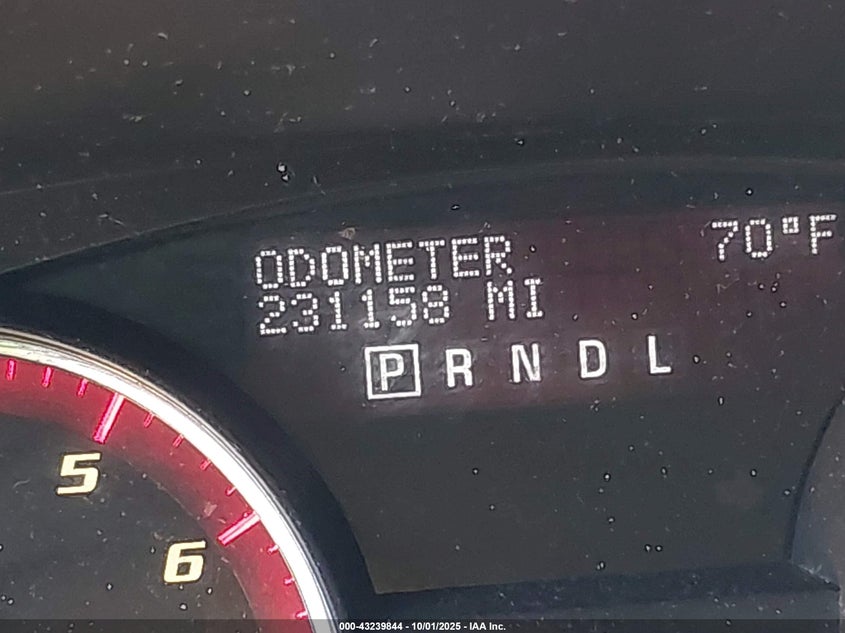 ODOMETER 70°F
231158 MI
P R N D L
5
6
000-43239844 - 10/01/2025 - IAA Inc.